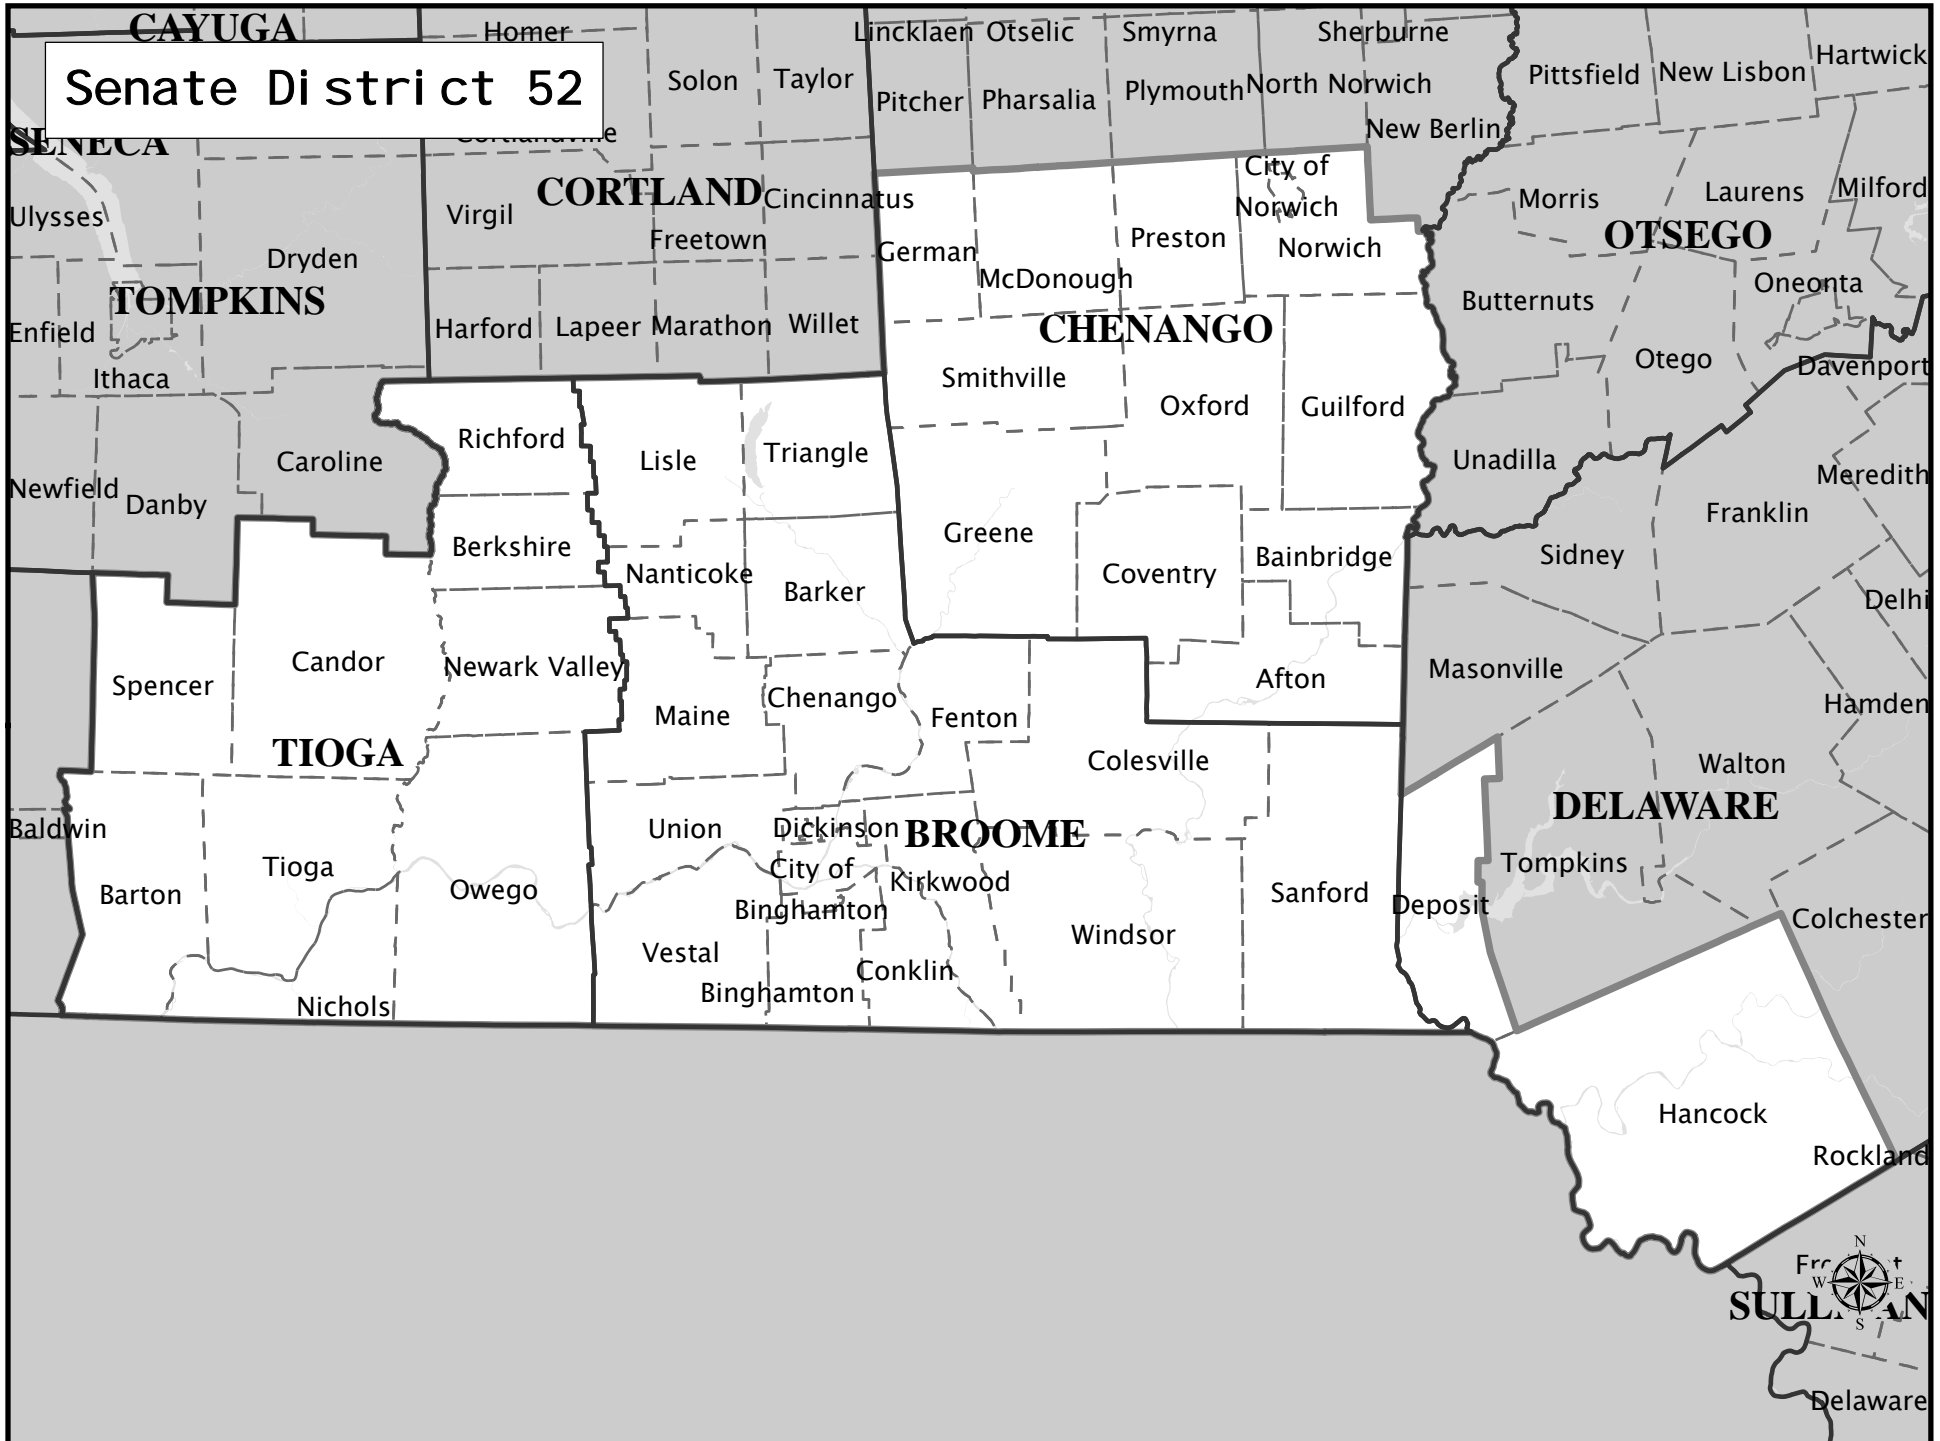 CAYUGA
Homer
Lincklaen
Otselic
Smyrna
Sherburne
Hartwick
Senate District 52
Solon
Taylor
Pitcher
Pharsalia
Plymouth
North Norwich
Pittsfield
New Lisbon
Cortlandville
New Berlin
SENECA
City of
Norwich
CORTLAND
Cincinnatus
Ulysses
Virgil
Morris
Laurens
Milford
Freetown
German
Preston
Norwich
OTSEGO
Dryden
McDonough
Oneonta
TOMPKINS
Butternuts
Enfield
Harford
Lapeer
Marathon
Willet
CHENANGO
Otego
Davenport
Ithaca
Smithville
Oxford
Guilford
Richford
Lisle
Triangle
Caroline
Unadilla
Meredith
Newfield
Danby
Franklin
Greene
Berkshire
Sidney
Nanticoke
Barker
Coventry
Bainbridge
Delhi
Candor
Newark Valley
Masonville
Spencer
Chenango
Afton
Maine
Fenton
Hamden
TIOGA
Colesville
Walton
DELAWARE
Baldwin
Union
Dickinson
BROOME
Tioga
City of
Binghamton
Kirkwood
Tompkins
Barton
Owego
Sanford
Deposit
Colchester
Vestal
Windsor
Conklin
Binghamton
Nichols
Hancock
Rockland
N
W
E
S
Delaware